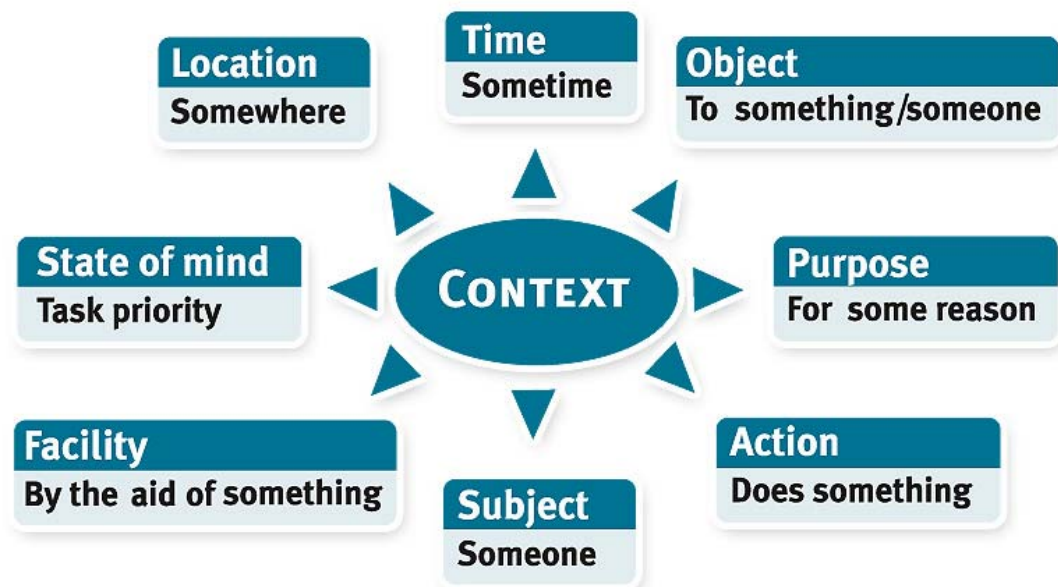 Location
Somewhere
Time
Sometime
Object
To something/someone
State of mind
Task priority
CONTEXT
Purpose
For some reason
Facility
By the aid of something
Subject
Someone
Action
Does something